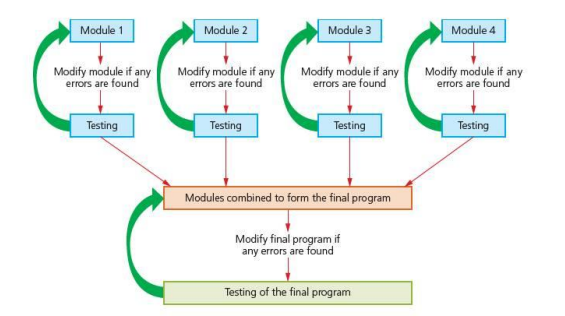 Module 1
Module 2
Module 3
Module 4
Modify module if any
errors are found
Modify module if any
errors are found
Modify module if any
errors are found
Modify module if any
errors are found
Testing
Testing
Testing
Testing
Modules combined to form the final program
Modify final program if
any errors are found
Testing of the final program